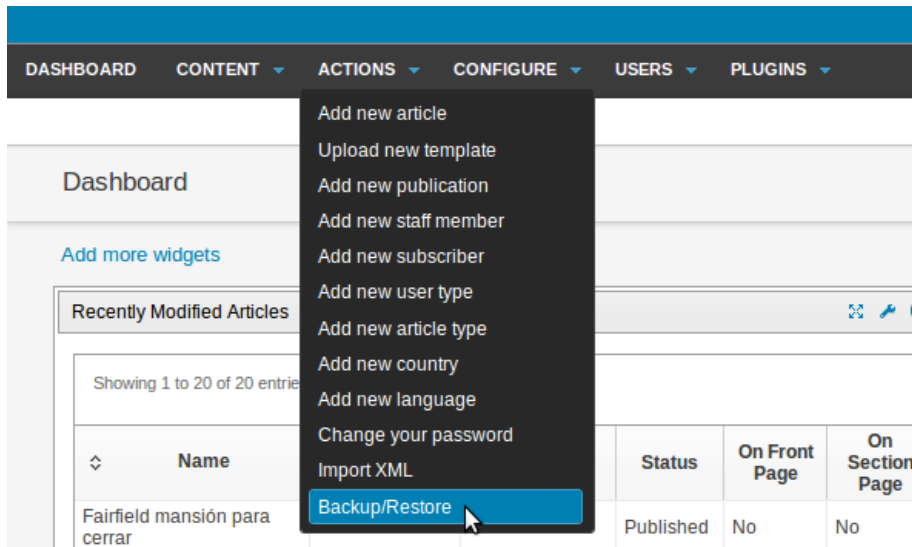 DASHBOARD CONTENT ACTIONS CONFIGURE USERS PLUGINS
Add new article
Upload new template
Add new publication
Add new staff member
Add new subscriber
Add new user type
Add new article type
Add new country
Add new language
Change your password
Import XML
Backup/Restore
Dashboard
Add more widgets
Recently Modified Articles
Showing 1 to 20 of 20 entrie
Name Status On Front Page On Section Page
Fairfield mansión para
cerrar
Published No No